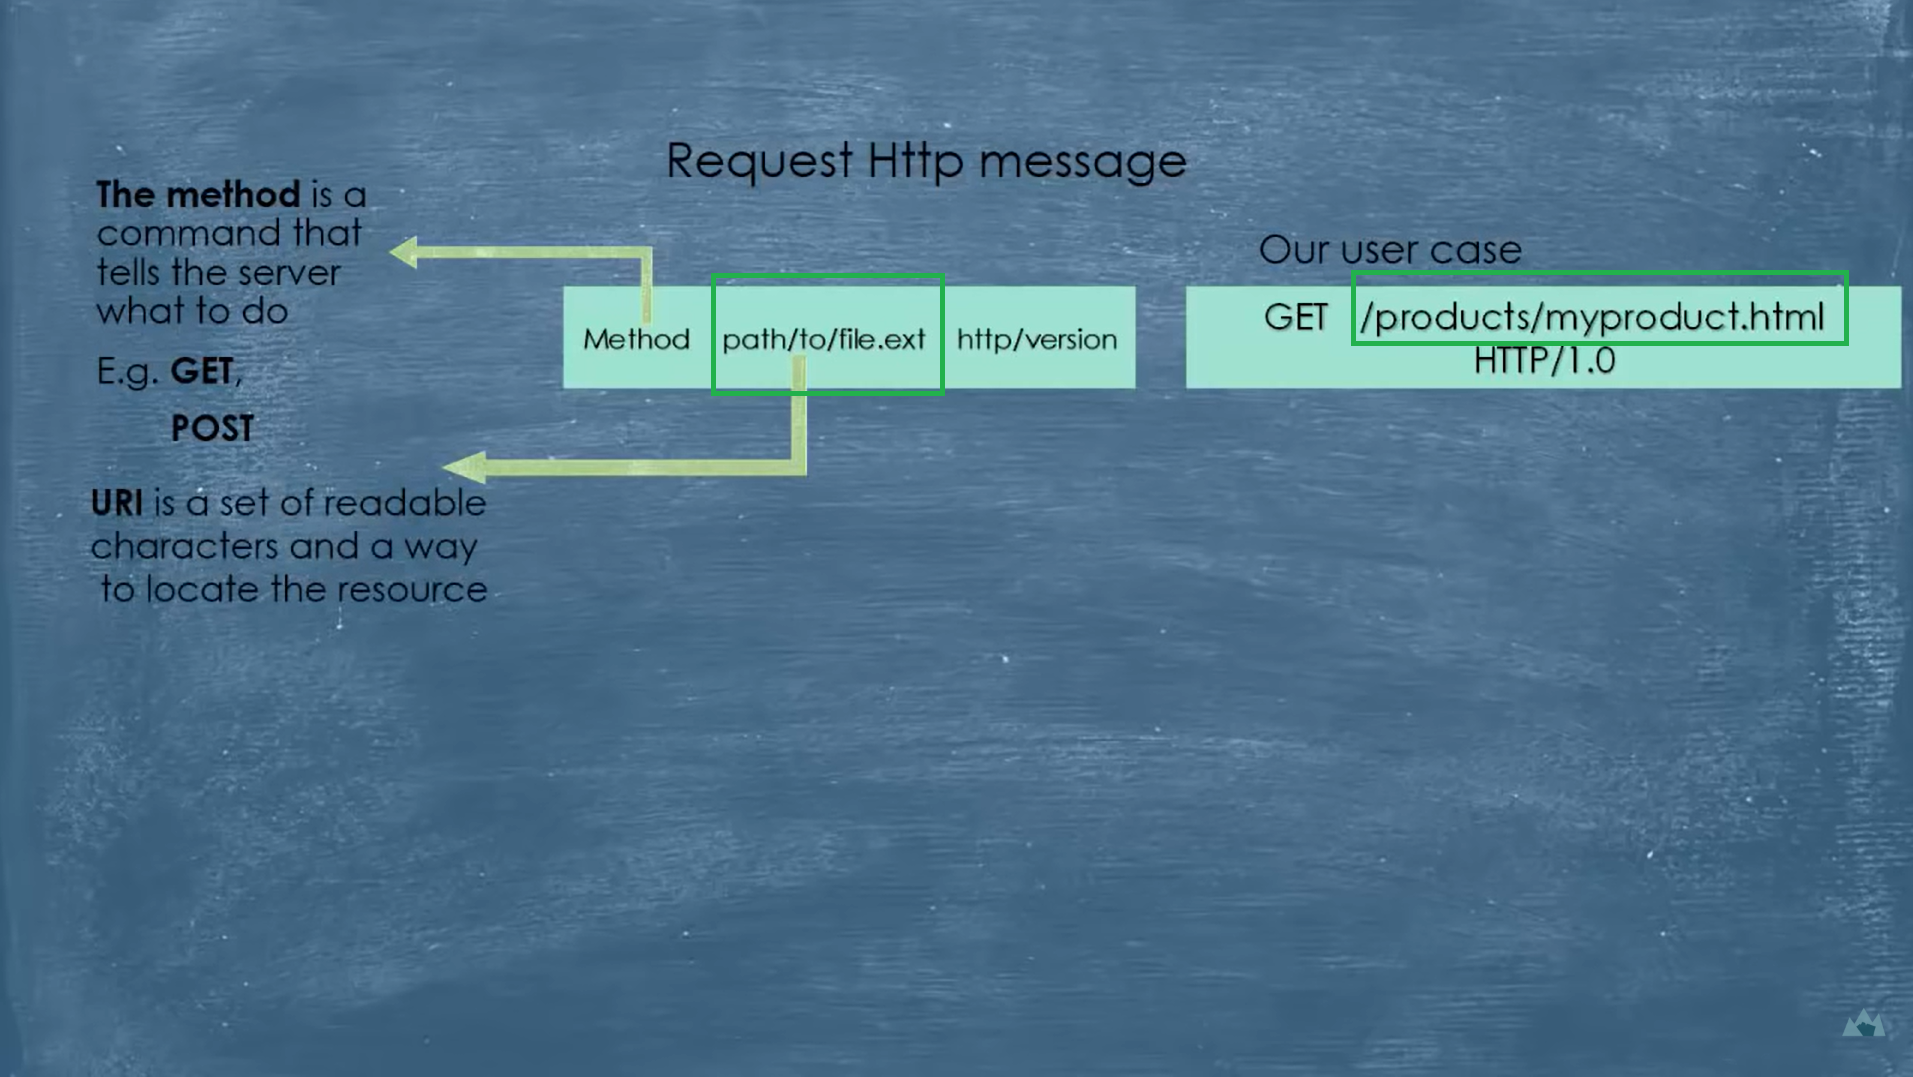 Request Http message
The method is a
command that
tells the server
what to do
E.g. GET,
POST
URI is a set of readable
characters and a way
to locate the resource
Method path/to/file.ext http/version
Our user case
GET /products/myproduct.html
HTTP/1.0